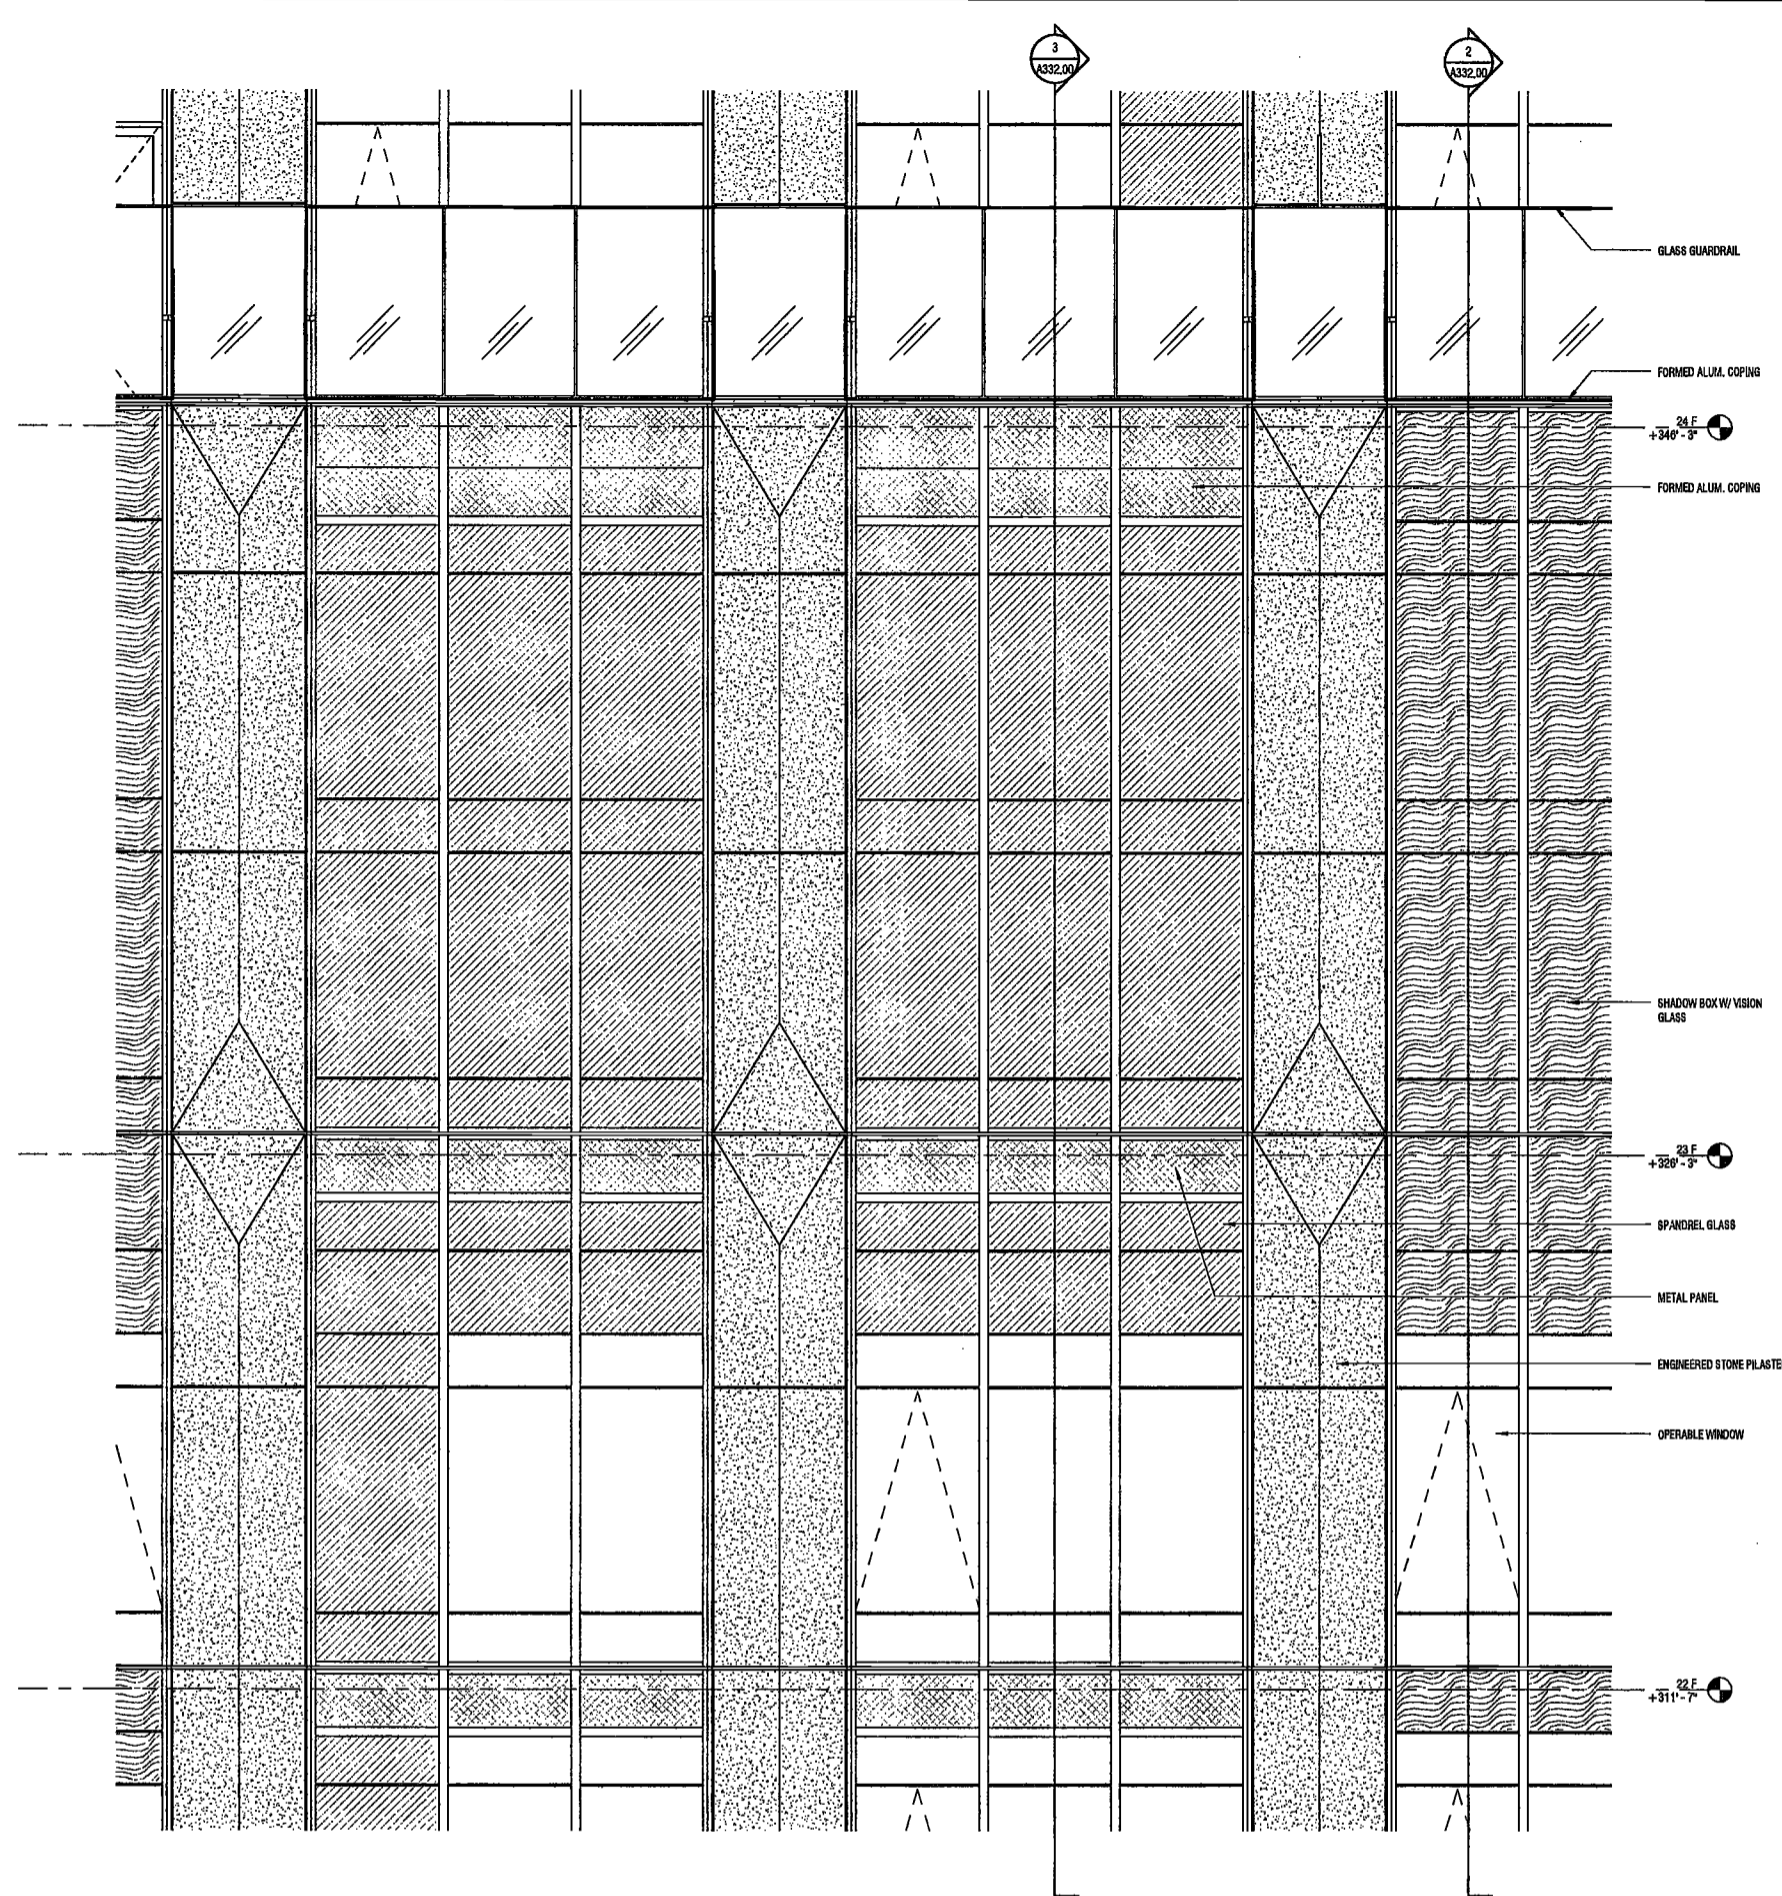 3
A332.00
2
A332.00
GLASS GUARDRAIL
FORMED ALUM. COPING
24 F
+346' - 3"
FORMED ALUM. COPING
SHADOW BOX W/ VISION
GLASS
23 F
+326' - 3"
SPANDREL GLASS
METAL PANEL
ENGINEERED STONE PILASTE
OPERABLE WINDOW
22 F
+311' - 7"